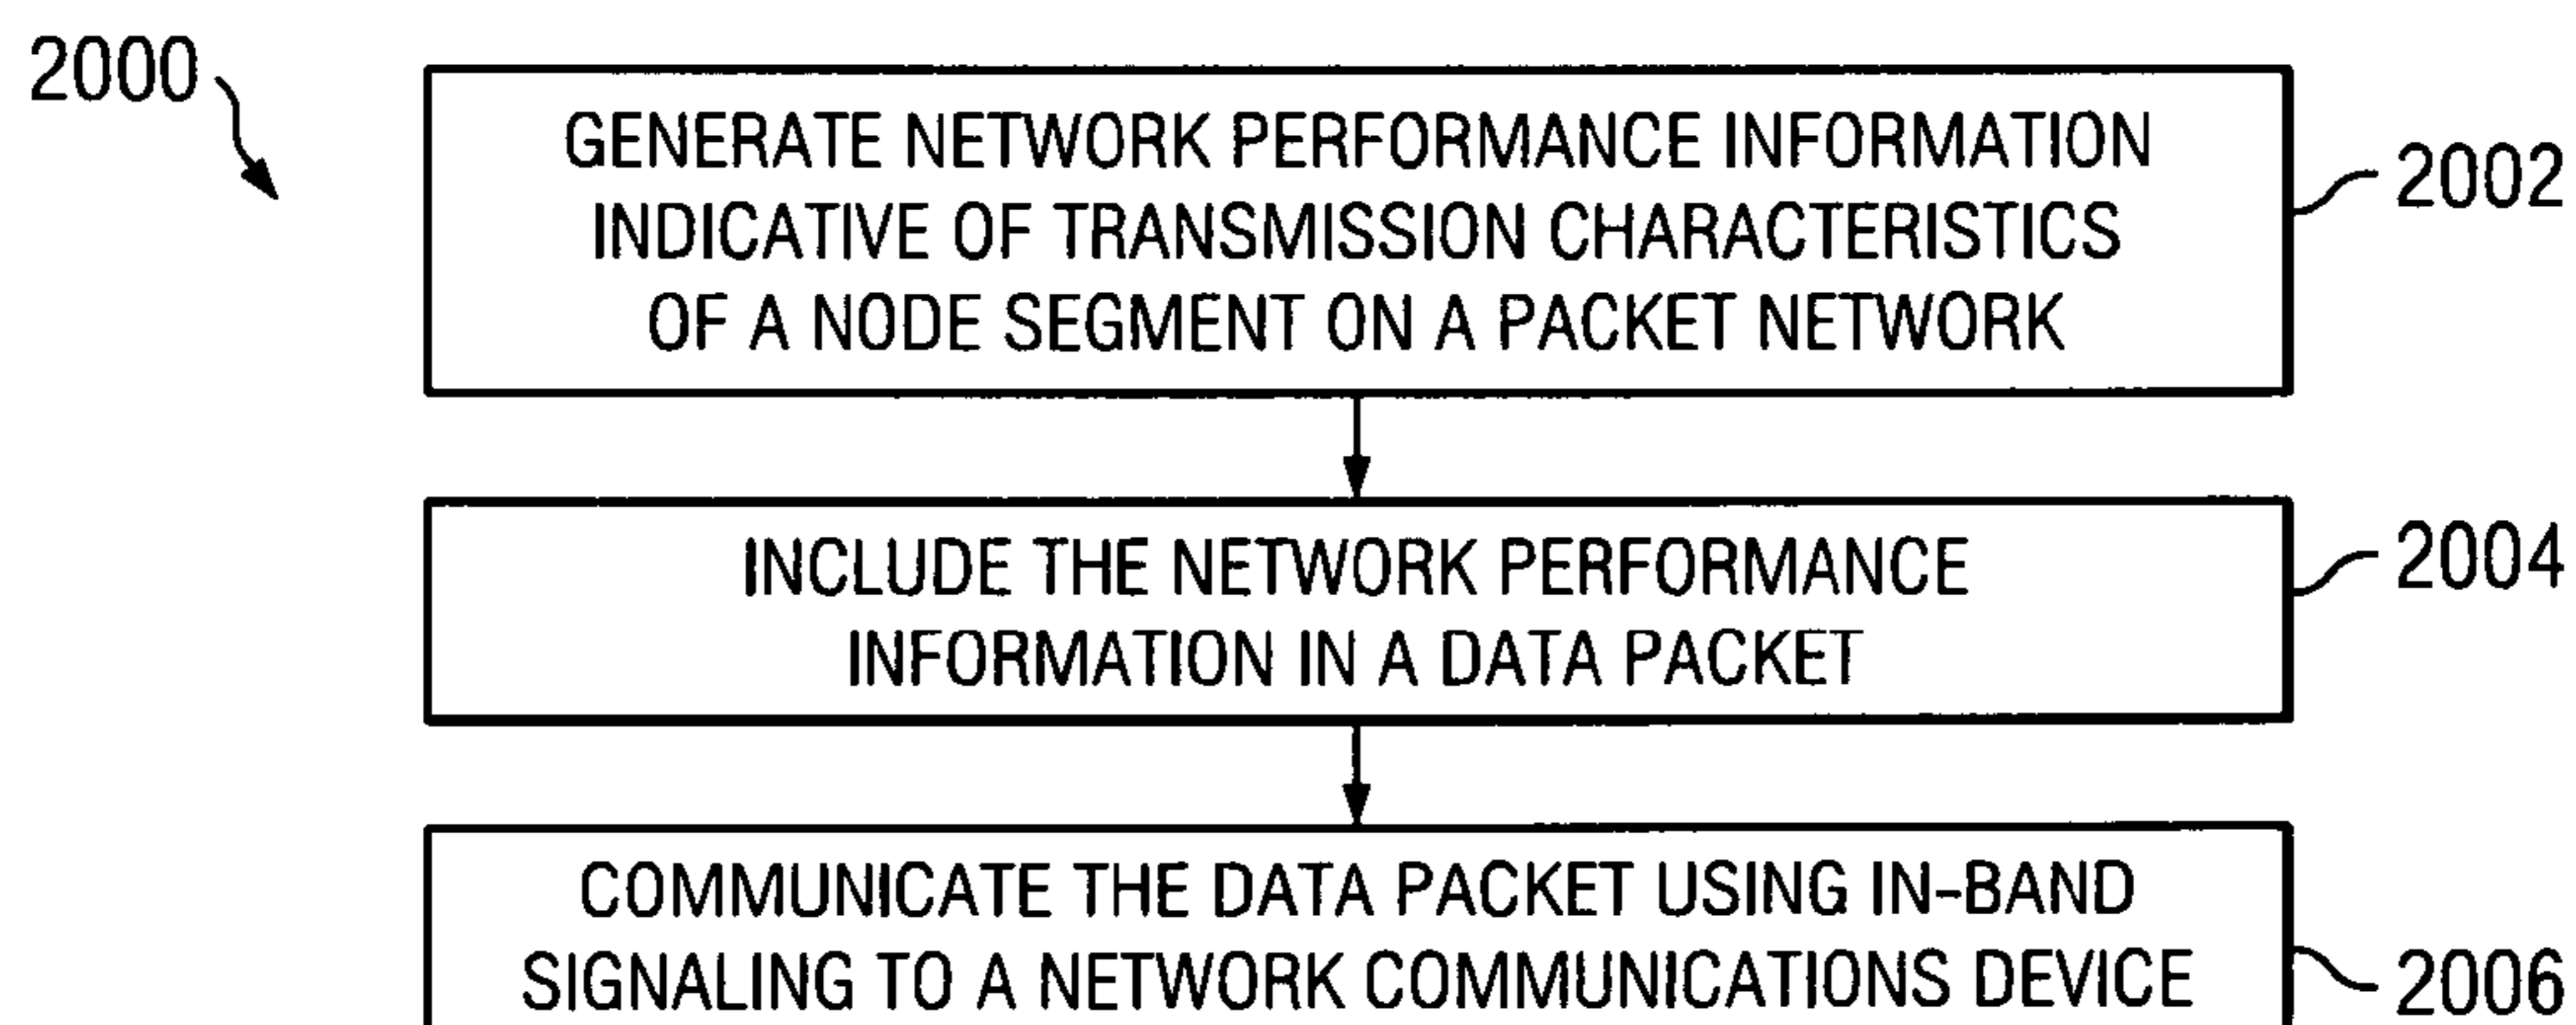 2000
GENERATE NETWORK PERFORMANCE INFORMATION
INDICATIVE OF TRANSMISSION CHARACTERISTICS
OF A NODE SEGMENT ON A PACKET NETWORK
2002
INCLUDE THE NETWORK PERFORMANCE
INFORMATION IN A DATA PACKET
2004
COMMUNICATE THE DATA PACKET USING IN-BAND
SIGNALING TO A NETWORK COMMUNICATIONS DEVICE
2006